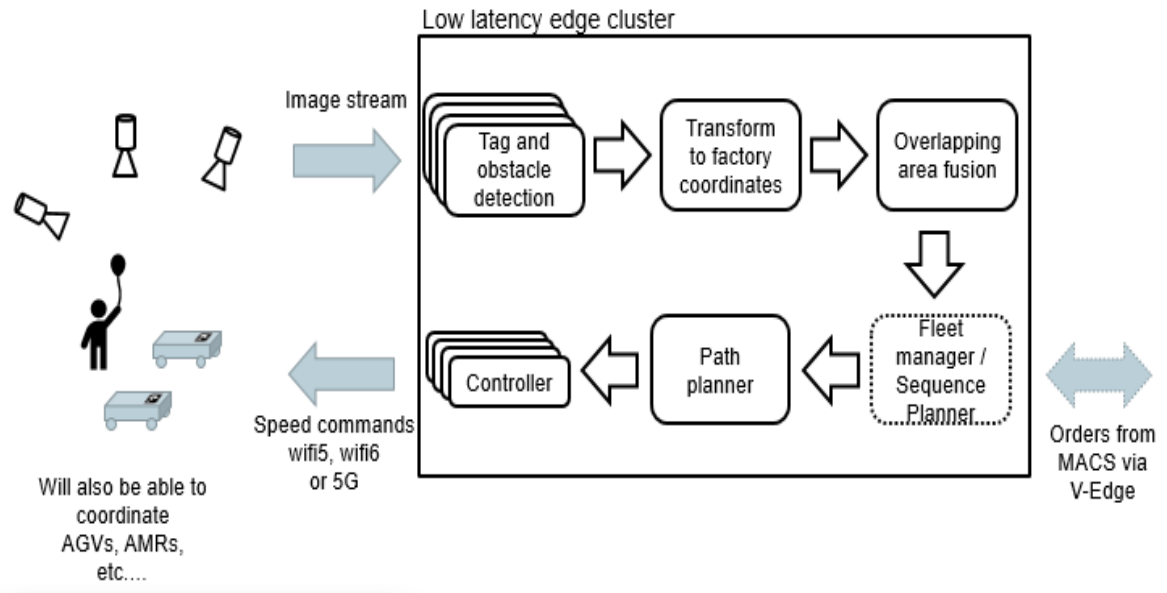 Low latency edge cluster
Image stream
Tag and
obstacle
detection
Transform
to factory
coordinates
Overlapping
area fusion
Fleet
manager /
Sequence
Planner
Path
planner
Controller
Speed commands
wifi5, wifi6
or 5G
Orders from
MACS via
V-Edge
Will also be able to
coordinate
AGVs, AMRs,
etc....